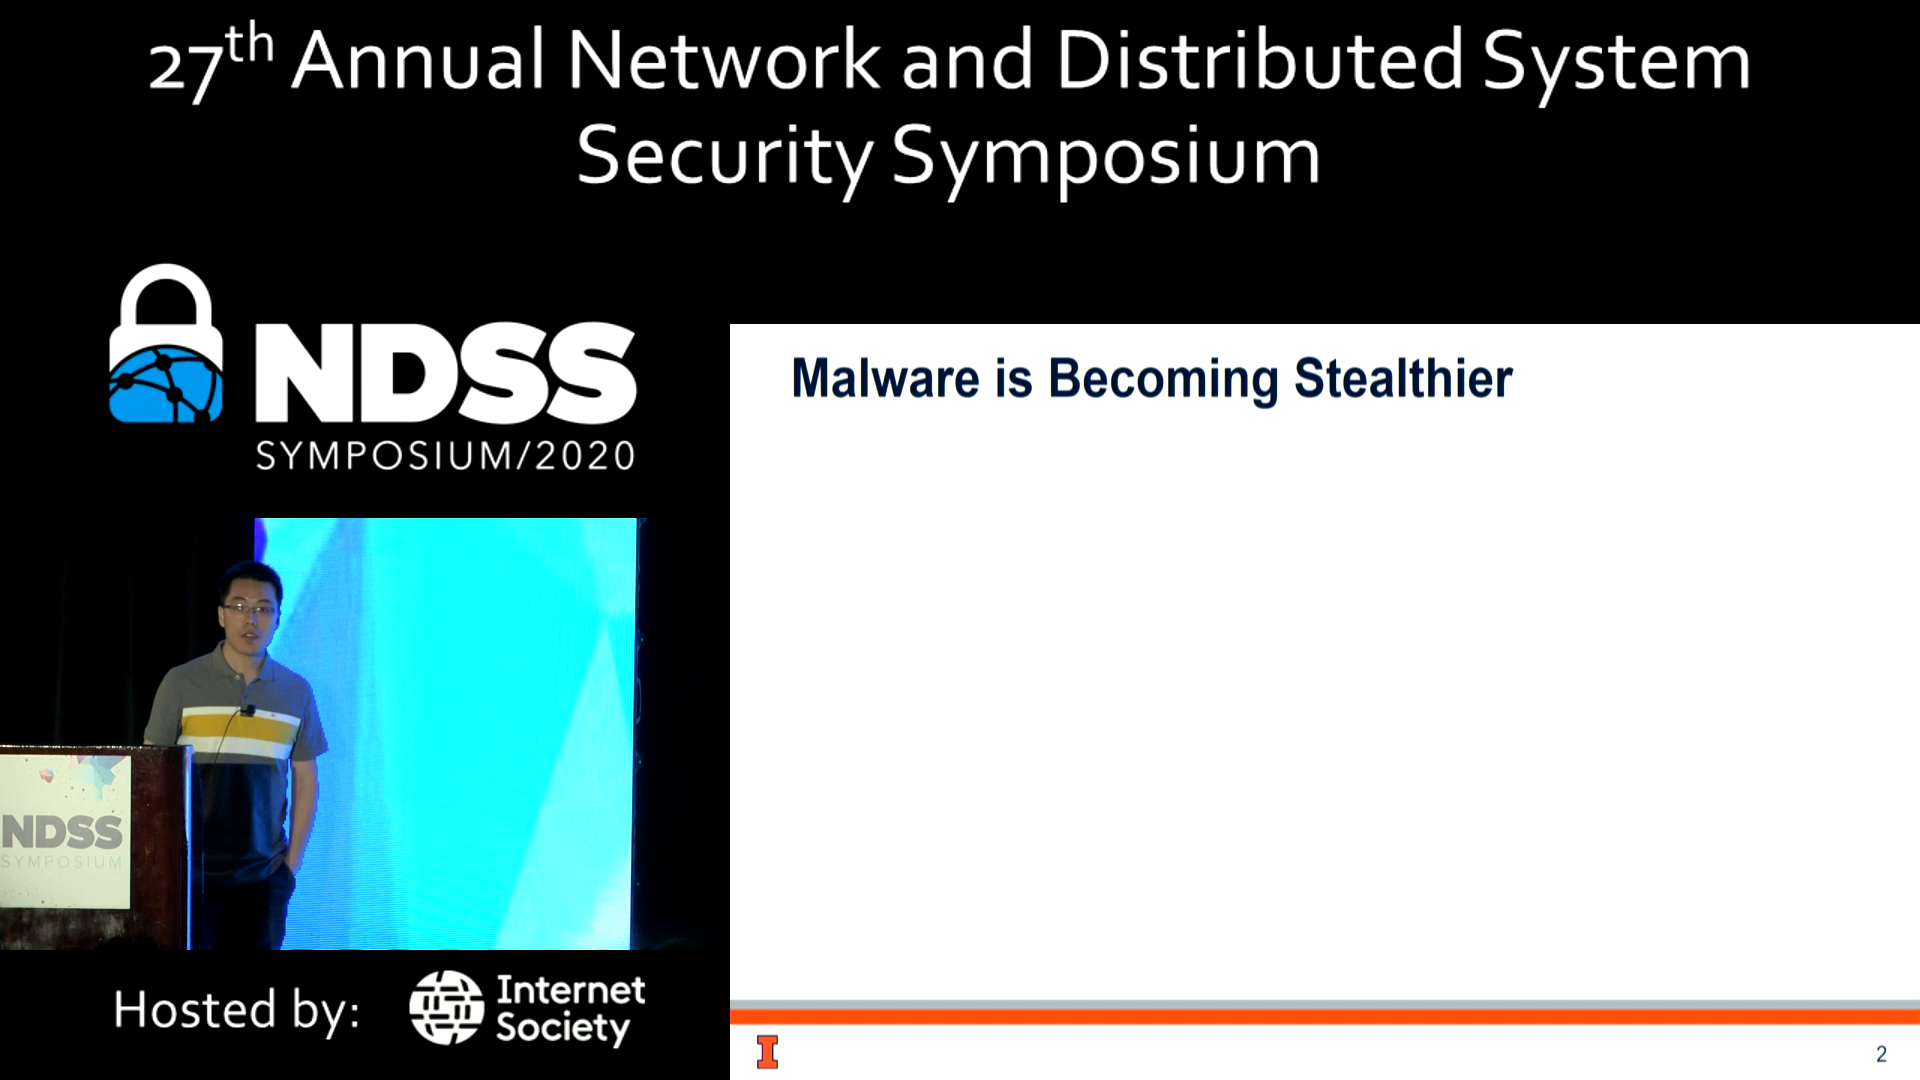 27th Annual Network and Distributed System
Security Symposium
NDSS
SYMPOSIUM/2020
Malware is Becoming Stealthier
NDSS
SYMPOSIUM
Hosted by:
Internet
Society
I
2